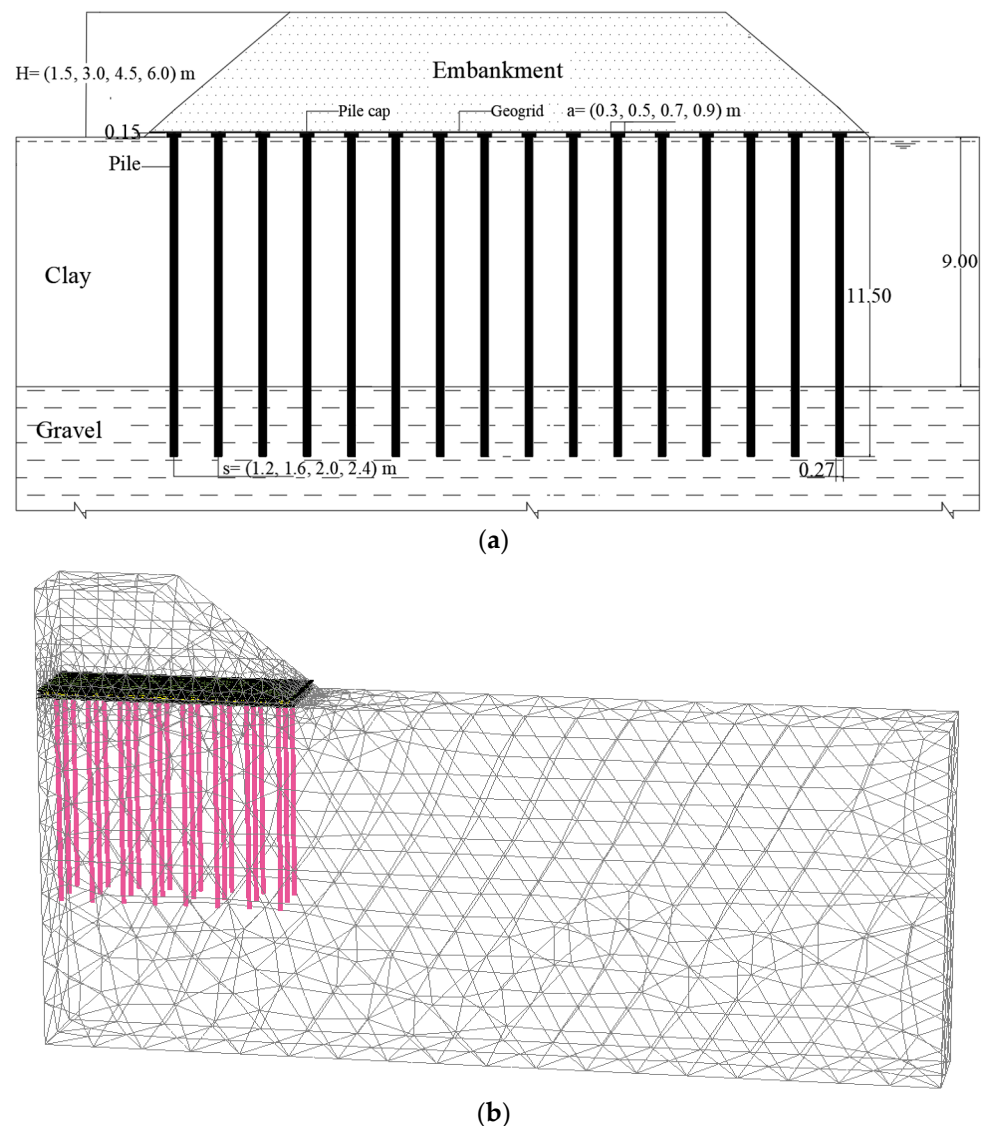 H= (1.5, 3.0, 4.5, 6.0) m
Embankment
Pile cap
Geogrid
a= (0.3, 0.5, 0.7, 0.9) m
0.15
Pile
Clay
9.00
11.50
Gravel
s= (1.2, 1.6, 2.0, 2.4) m
0.27
(a)
(b)